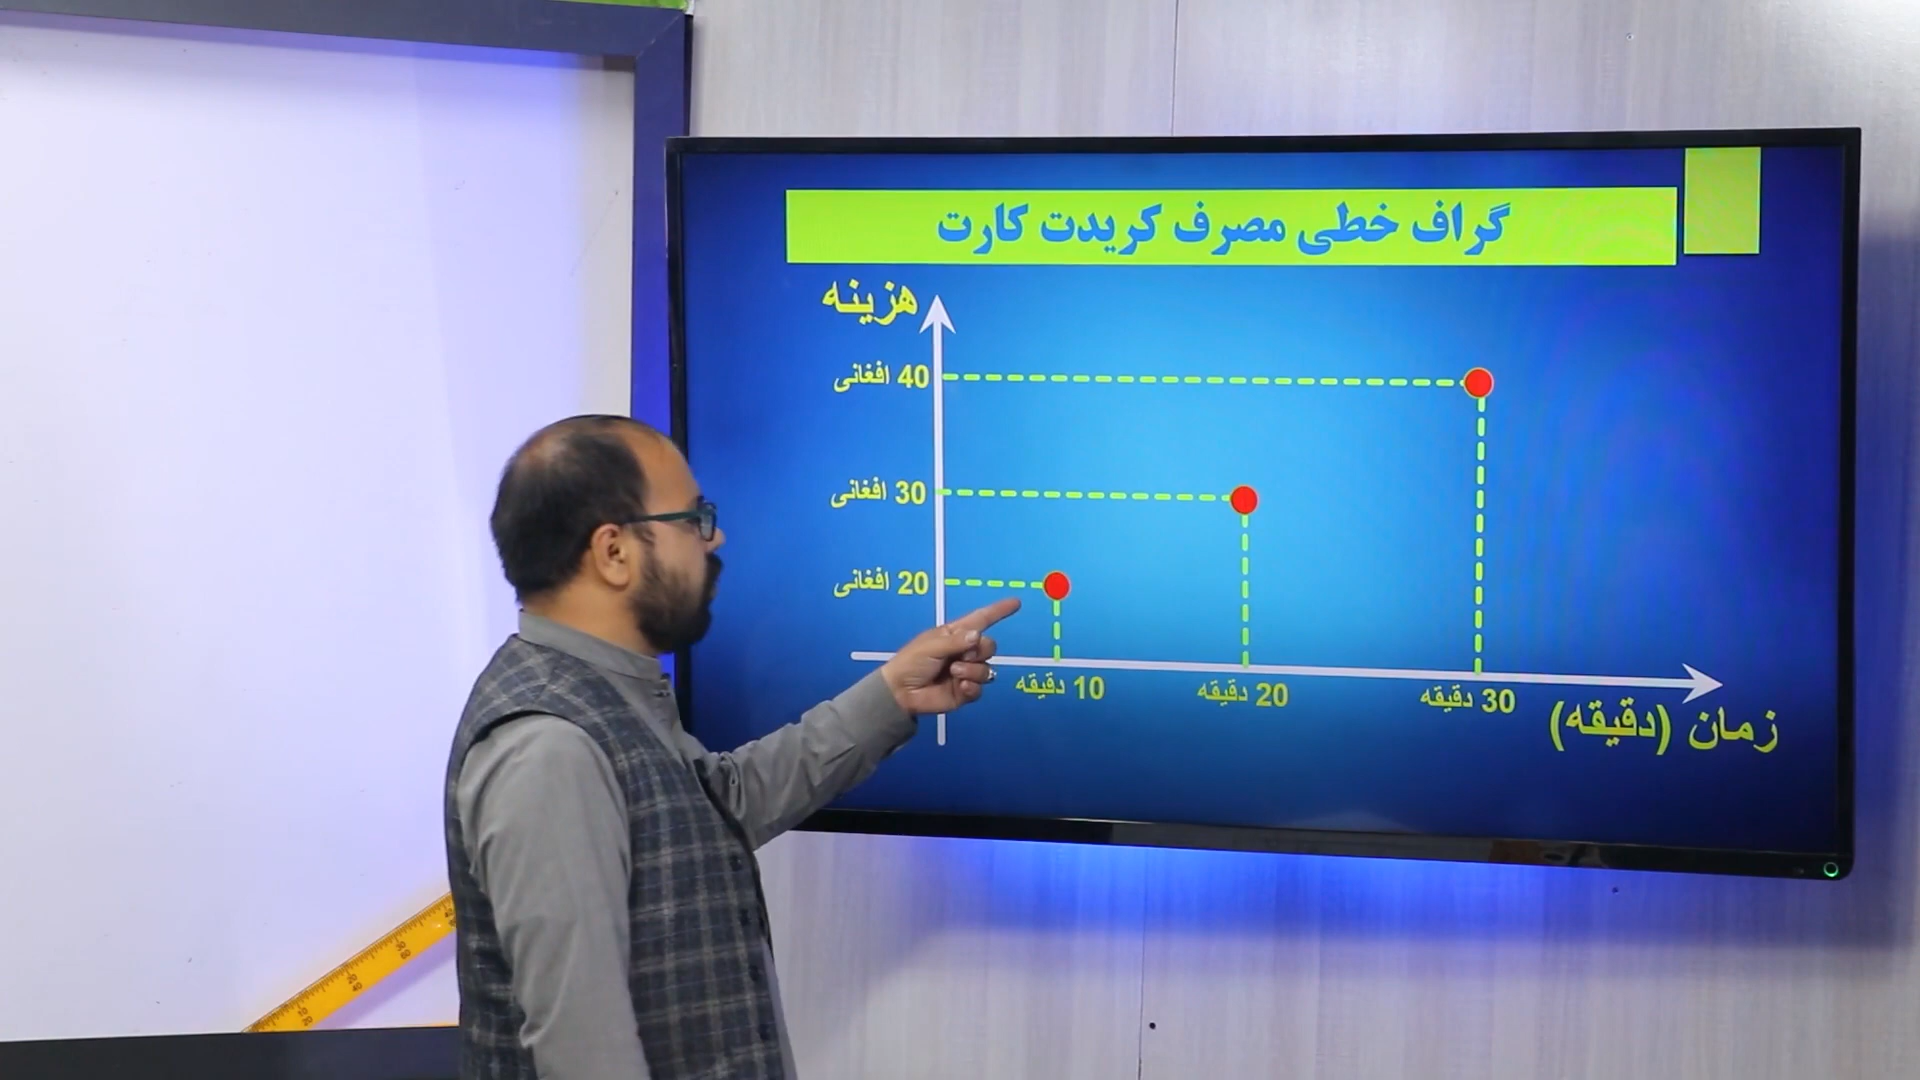 گراف خطی مصرف کریدت کارت
هزینه
40 افغانی
30 افغانی
20 افغانی
10 دقیقه
20 دقیقه
30 دقیقه
زمان (دقیقه)